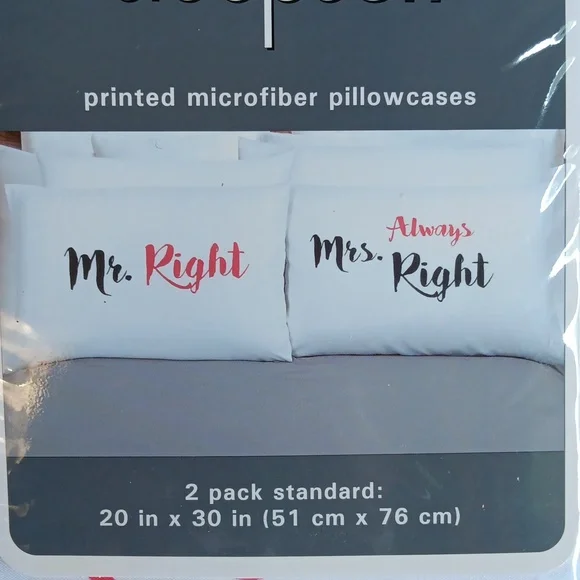 printed microfiber pillowcases
Mr. Right
Mrs. Always
Right
2 pack standard:
20 in x 30 in (51 cm x 76 cm)